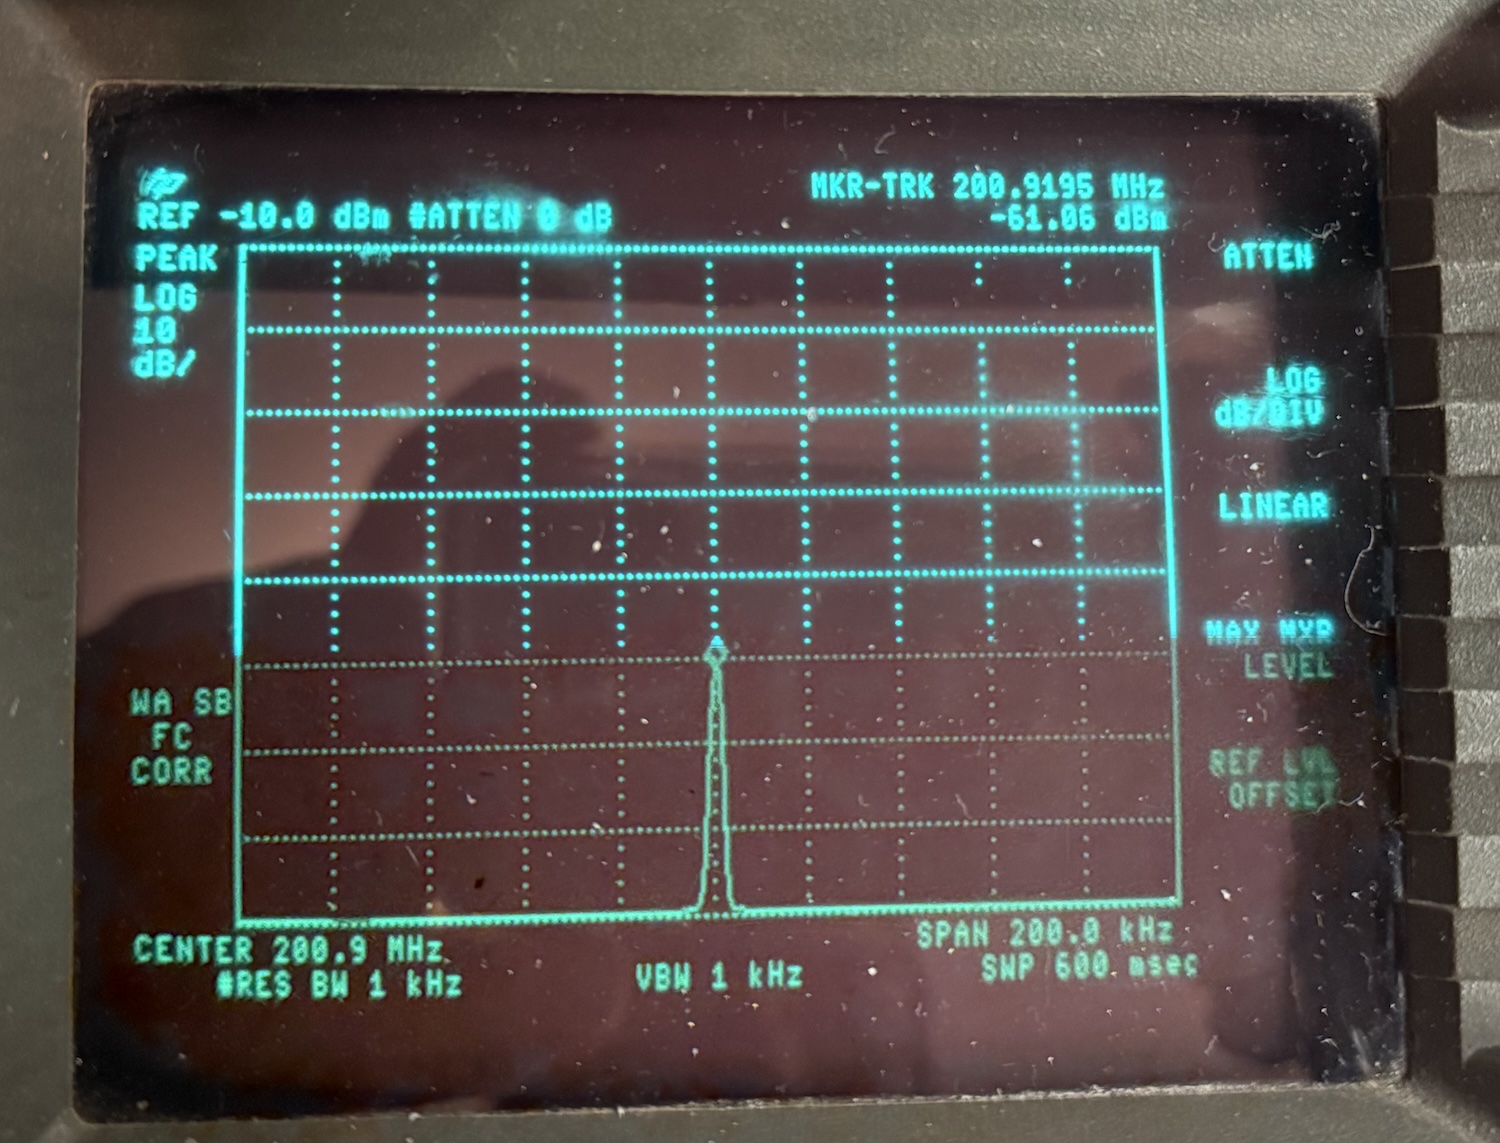 MKR-TRK 200.9195 MHz
REF -10.0 dBm #ATTEN 0 dB
-61.06 dBm
PEAK
LOG
10
dB/
WA SB
FC
CORR
CENTER 200.9 MHz
#RES BW 1 kHz
VBW 1 kHz
SPAN 200.0 kHz
SWP 600 msec
ATTEN
LOG
dB/DIV
LINEAR
MAX MXR
LEVEL
REF LVL
OFFSET